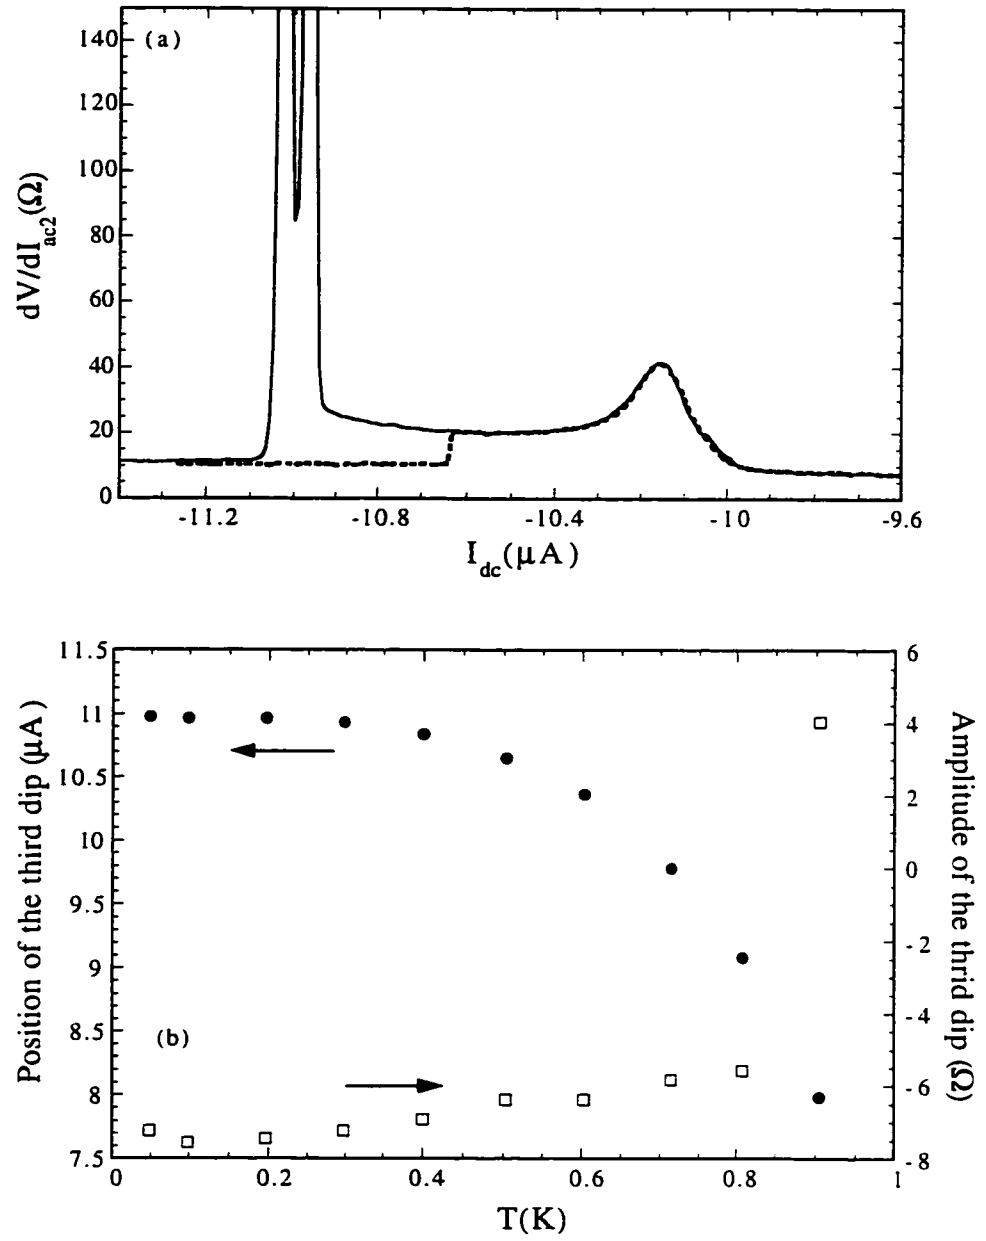 (a)
140
120
100
80
60
40
20
0
dV/dI_ac2(Ω)
-11.2 -10.8 -10.4 -10 -9.6
I_dc(μA)
11.5
11
10.5
10
9.5
9
8.5
8
7.5
Position of the third dip (μA)
6
4
2
0
-2
-4
-6
-8
Amplitude of the thrid dip (Ω)
(b)
0 0.2 0.4 0.6 0.8 1
T(K)